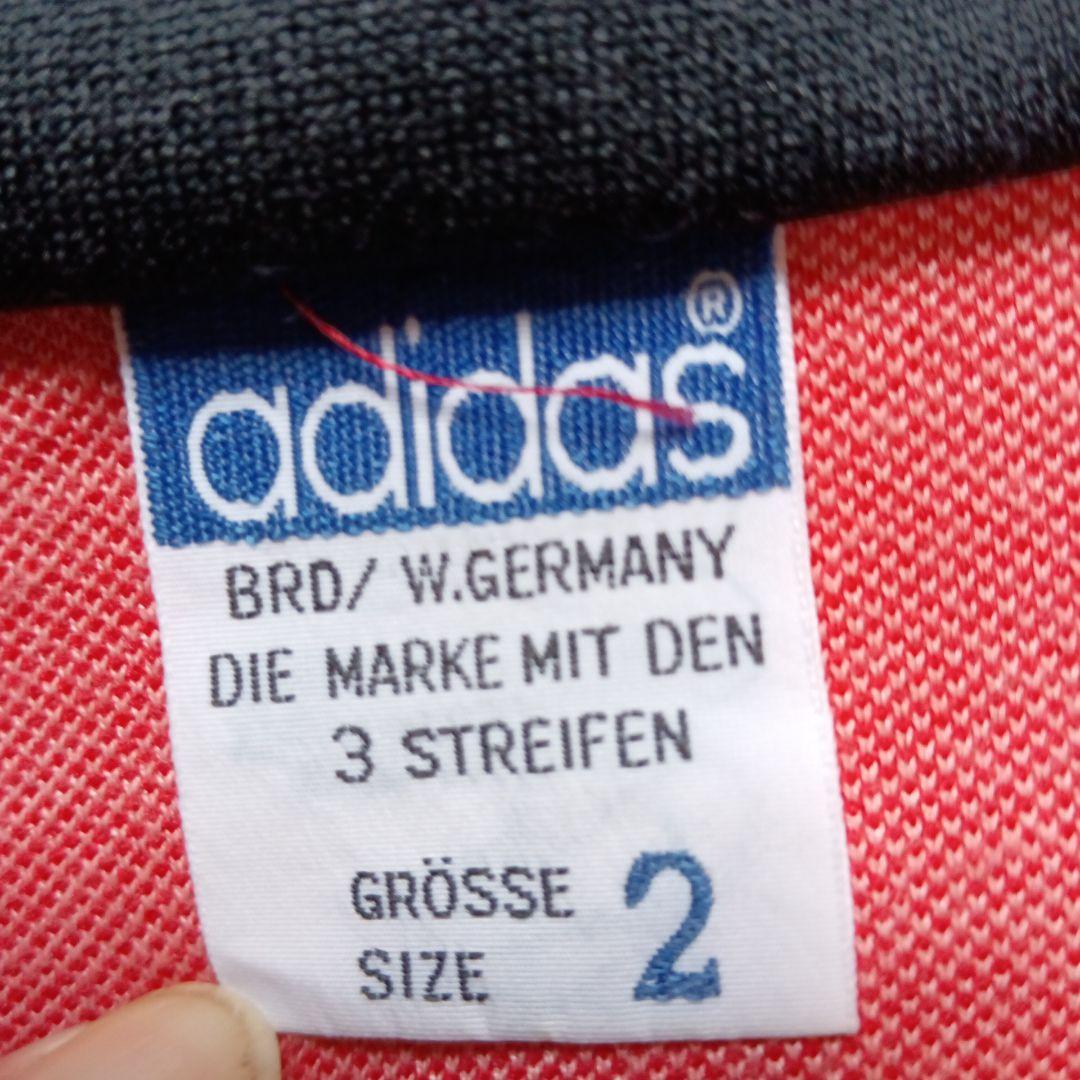 adidas®
BRD/ W.GERMANY
DIE MARKE MIT DEN
3 STREIFEN
GRÖSSE
SIZE
2